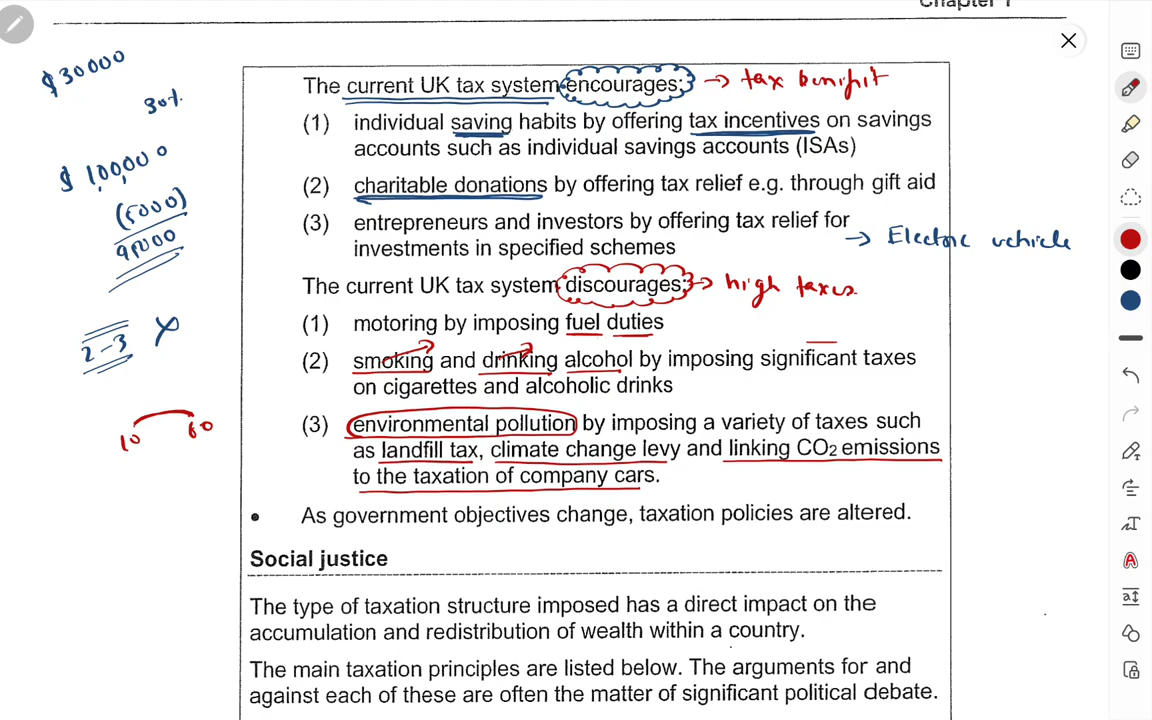 Chapter 1
$30000
30%
$ 1,00,000
(5000)
95000
2-3 X
10 60
The current UK tax system encourages: → tax benifit
(1) individual saving habits by offering tax incentives on savings
accounts such as individual savings accounts (ISAs)
(2) charitable donations by offering tax relief e.g. through gift aid
(3) entrepreneurs and investors by offering tax relief for
investments in specified schemes → Electric vehicle
The current UK tax system discourages: → high taxes
(1) motoring by imposing fuel duties
(2) smoking and drinking alcohol by imposing significant taxes
on cigarettes and alcoholic drinks
(3) environmental pollution by imposing a variety of taxes such
as landfill tax, climate change levy and linking CO2 emissions
to the taxation of company cars.
• As government objectives change, taxation policies are altered.
Social justice
The type of taxation structure imposed has a direct impact on the
accumulation and redistribution of wealth within a country.
The main taxation principles are listed below. The arguments for and
against each of these are often the matter of significant political debate.